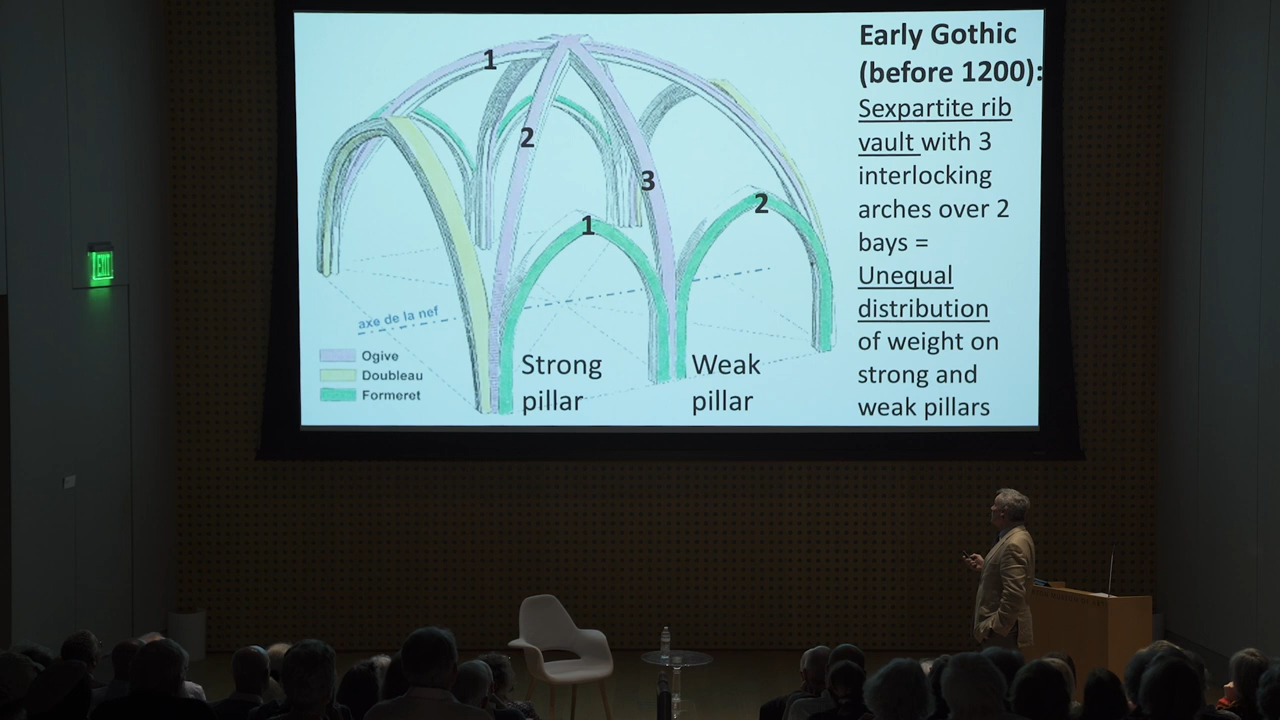 Early Gothic
(before 1200):
Sexpartite rib
vault with 3
interlocking
arches over 2
bays =
Unequal
distribution
of weight on
strong and
weak pillars
1
2
3
1
2
axe de la nef
Ogive
Doubleau
Formeret
Strong
pillar
Weak
pillar
EXIT